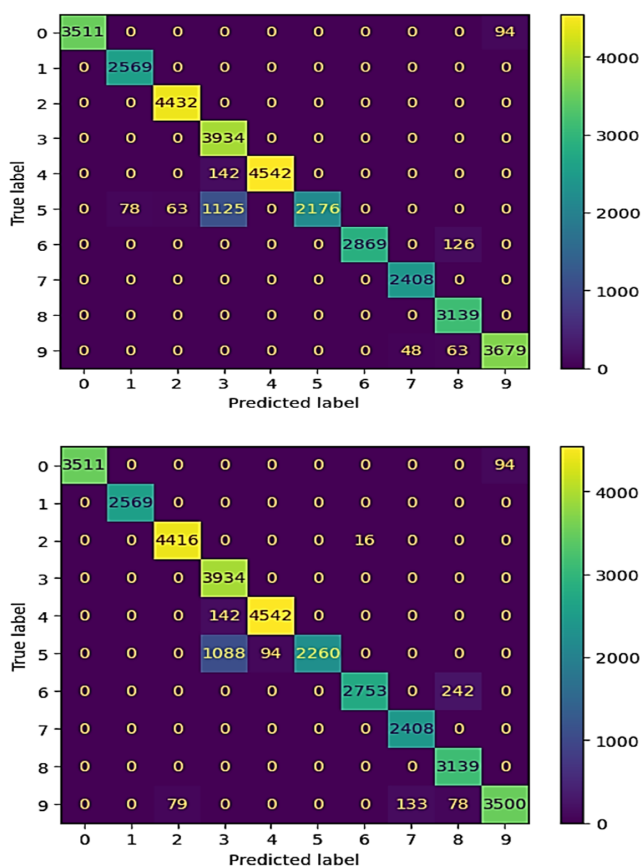 0 3511 0 0 0 0 0 0 0 0 94
1 0 2569 0 0 0 0 0 0 0 0
2 0 0 4432 0 0 0 0 0 0 0
3 0 0 0 3934 0 0 0 0 0 0
4 0 0 0 142 4542 0 0 0 0 0
5 0 78 63 1125 0 2176 0 0 0 0
6 0 0 0 0 0 0 2869 0 126 0
7 0 0 0 0 0 0 0 2408 0 0
8 0 0 0 0 0 0 0 0 3139 0
9 0 0 0 0 0 0 0 48 63 3679
0 1 2 3 4 5 6 7 8 9
Predicted label
True label
4000
3000
2000
1000
0
0 3511 0 0 0 0 0 0 0 0 94
1 0 2569 0 0 0 0 0 0 0 0
2 0 0 4416 0 0 0 16 0 0 0
3 0 0 0 3934 0 0 0 0 0 0
4 0 0 0 142 4542 0 0 0 0 0
5 0 0 0 1088 94 2260 0 0 0 0
6 0 0 0 0 0 0 2753 0 242 0
7 0 0 0 0 0 0 0 2408 0 0
8 0 0 0 0 0 0 0 0 3139 0
9 0 0 79 0 0 0 0 133 78 3500
0 1 2 3 4 5 6 7 8 9
Predicted label
True label
4000
3000
2000
1000
0